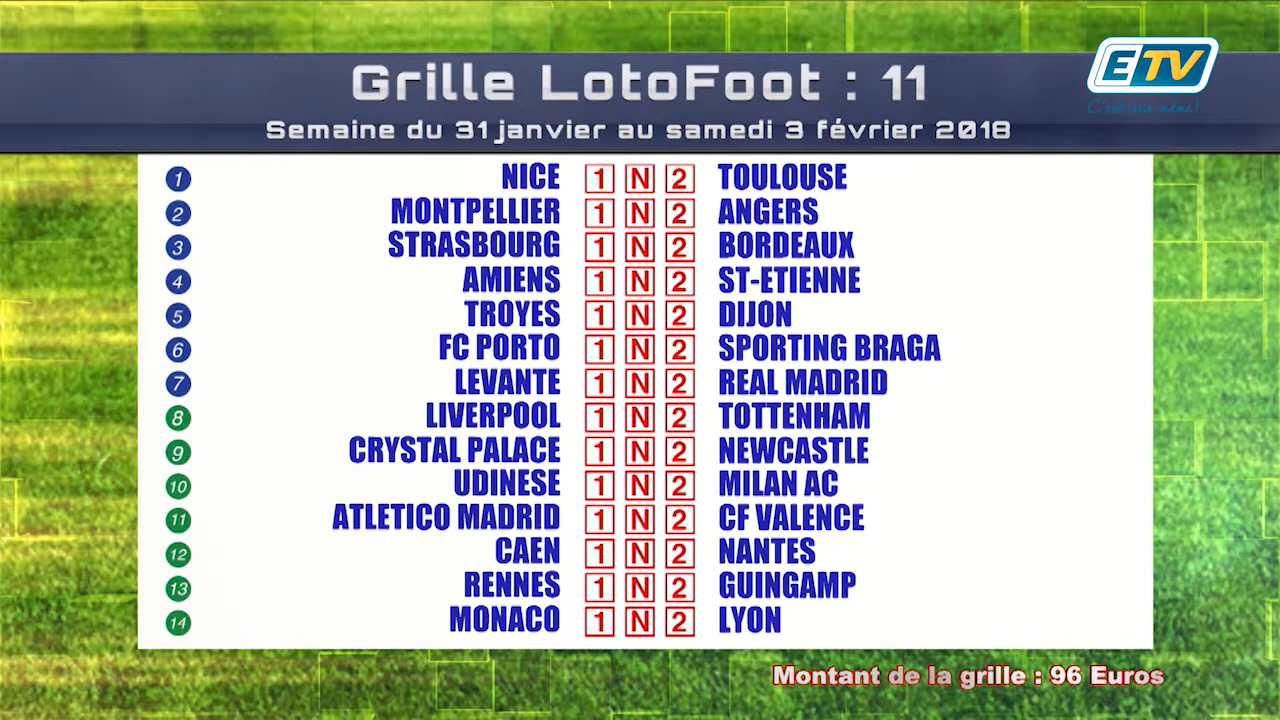 Grille LotoFoot : 11
ETV
C'est vous-même !
Semaine du 31 janvier au samedi 3 février 2018
1 NICE 1 N 2 TOULOUSE
2 MONTPELLIER 1 N 2 ANGERS
3 STRASBOURG 1 N 2 BORDEAUX
4 AMIENS 1 N 2 ST-ETIENNE
5 TROYES 1 N 2 DIJON
6 FC PORTO 1 N 2 SPORTING BRAGA
7 LEVANTE 1 N 2 REAL MADRID
8 LIVERPOOL 1 N 2 TOTTENHAM
9 CRYSTAL PALACE 1 N 2 NEWCASTLE
10 UDINESE 1 N 2 MILAN AC
11 ATLETICO MADRID 1 N 2 CF VALENCE
12 CAEN 1 N 2 NANTES
13 RENNES 1 N 2 GUINGAMP
14 MONACO 1 N 2 LYON
Montant de la grille : 96 Euros